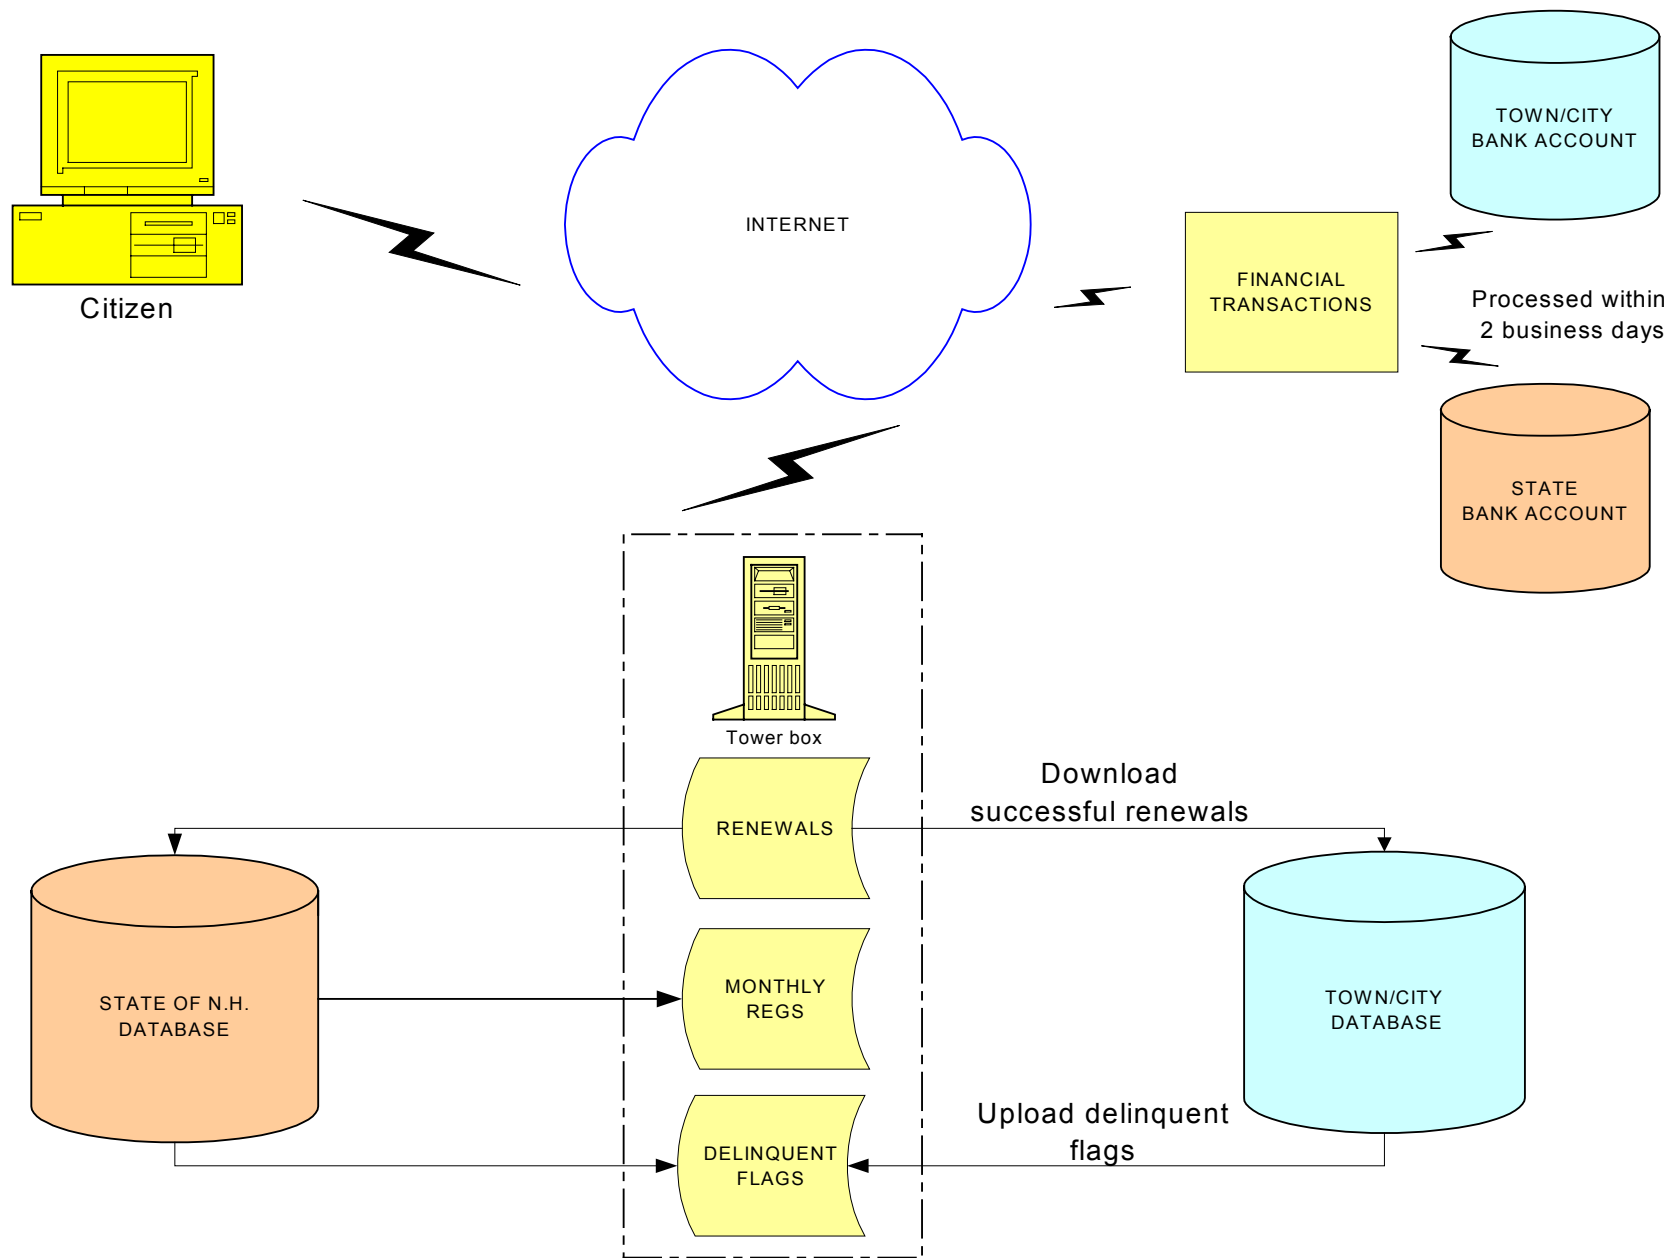 TOWN/CITY
BANK ACCOUNT
INTERNET
FINANCIAL
TRANSACTIONS
Citizen
Processed within
2 business days
STATE
BANK ACCOUNT
Tower box
Download
successful renewals
RENEWALS
MONTHLY
REGS
STATE OF N.H.
DATABASE
TOWN/CITY
DATABASE
Upload delinquent
flags
DELINQUENT
FLAGS